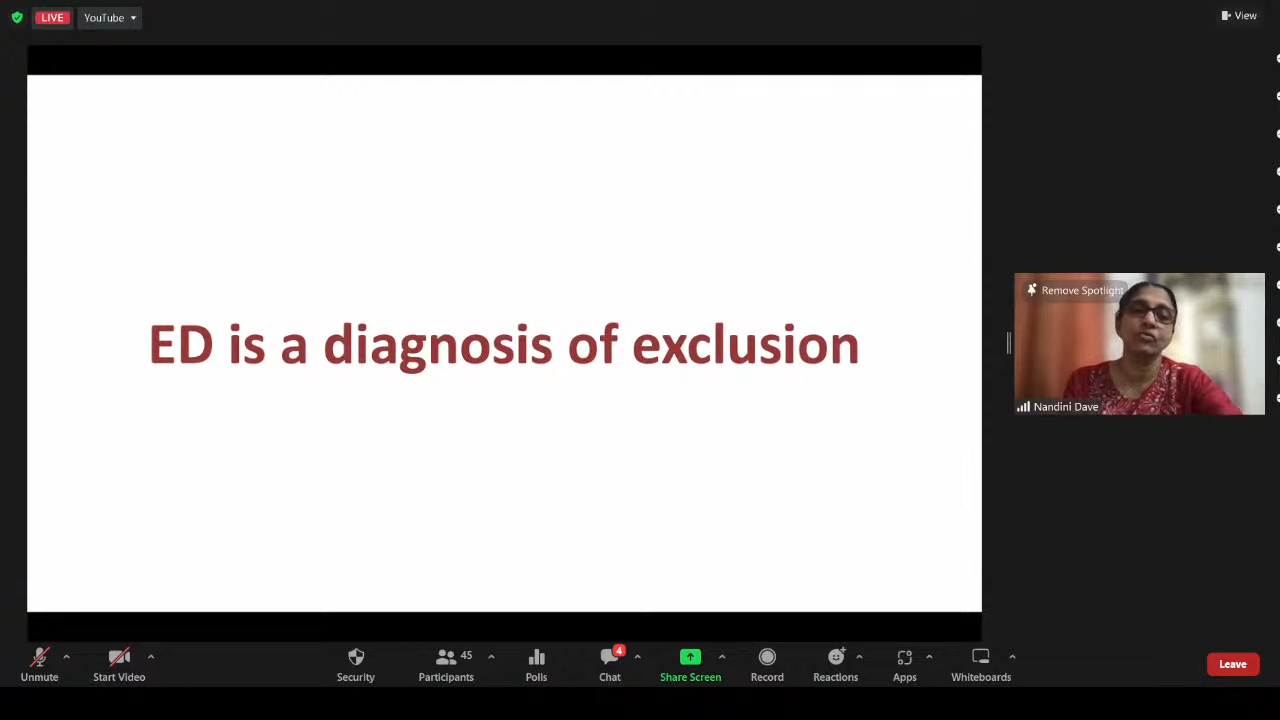 LIVE
YouTube
View
ED is a diagnosis of exclusion
Remove Spotlight
Nandini Dave
45
4
Unmute
Start Video
Security
Participants
Polls
Chat
Share Screen
Record
Reactions
Apps
Whiteboards
Leave